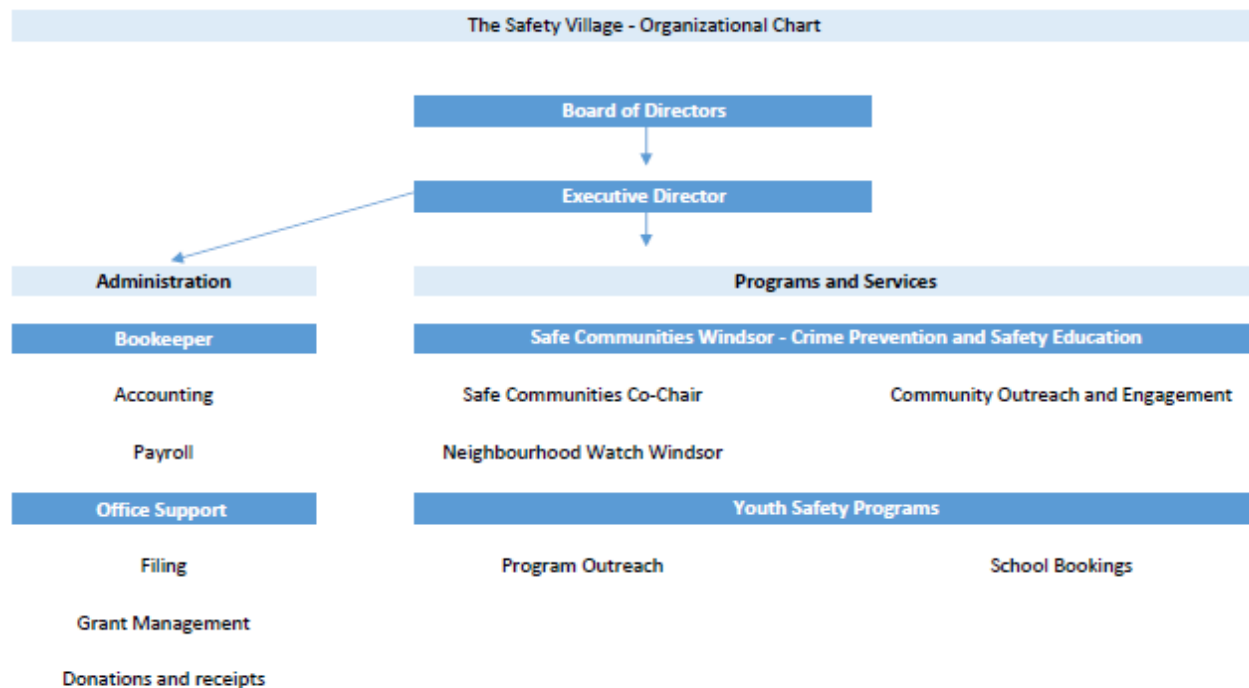 The Safety Village - Organizational Chart
Board of Directors
Executive Director
Administration
Programs and Services
Bookeeper
Safe Communities Windsor - Crime Prevention and Safety Education
Accounting
Safe Communities Co-Chair
Community Outreach and Engagement
Payroll
Neighbourhood Watch Windsor
Office Support
Youth Safety Programs
Filing
Program Outreach
School Bookings
Grant Management
Donations and receipts